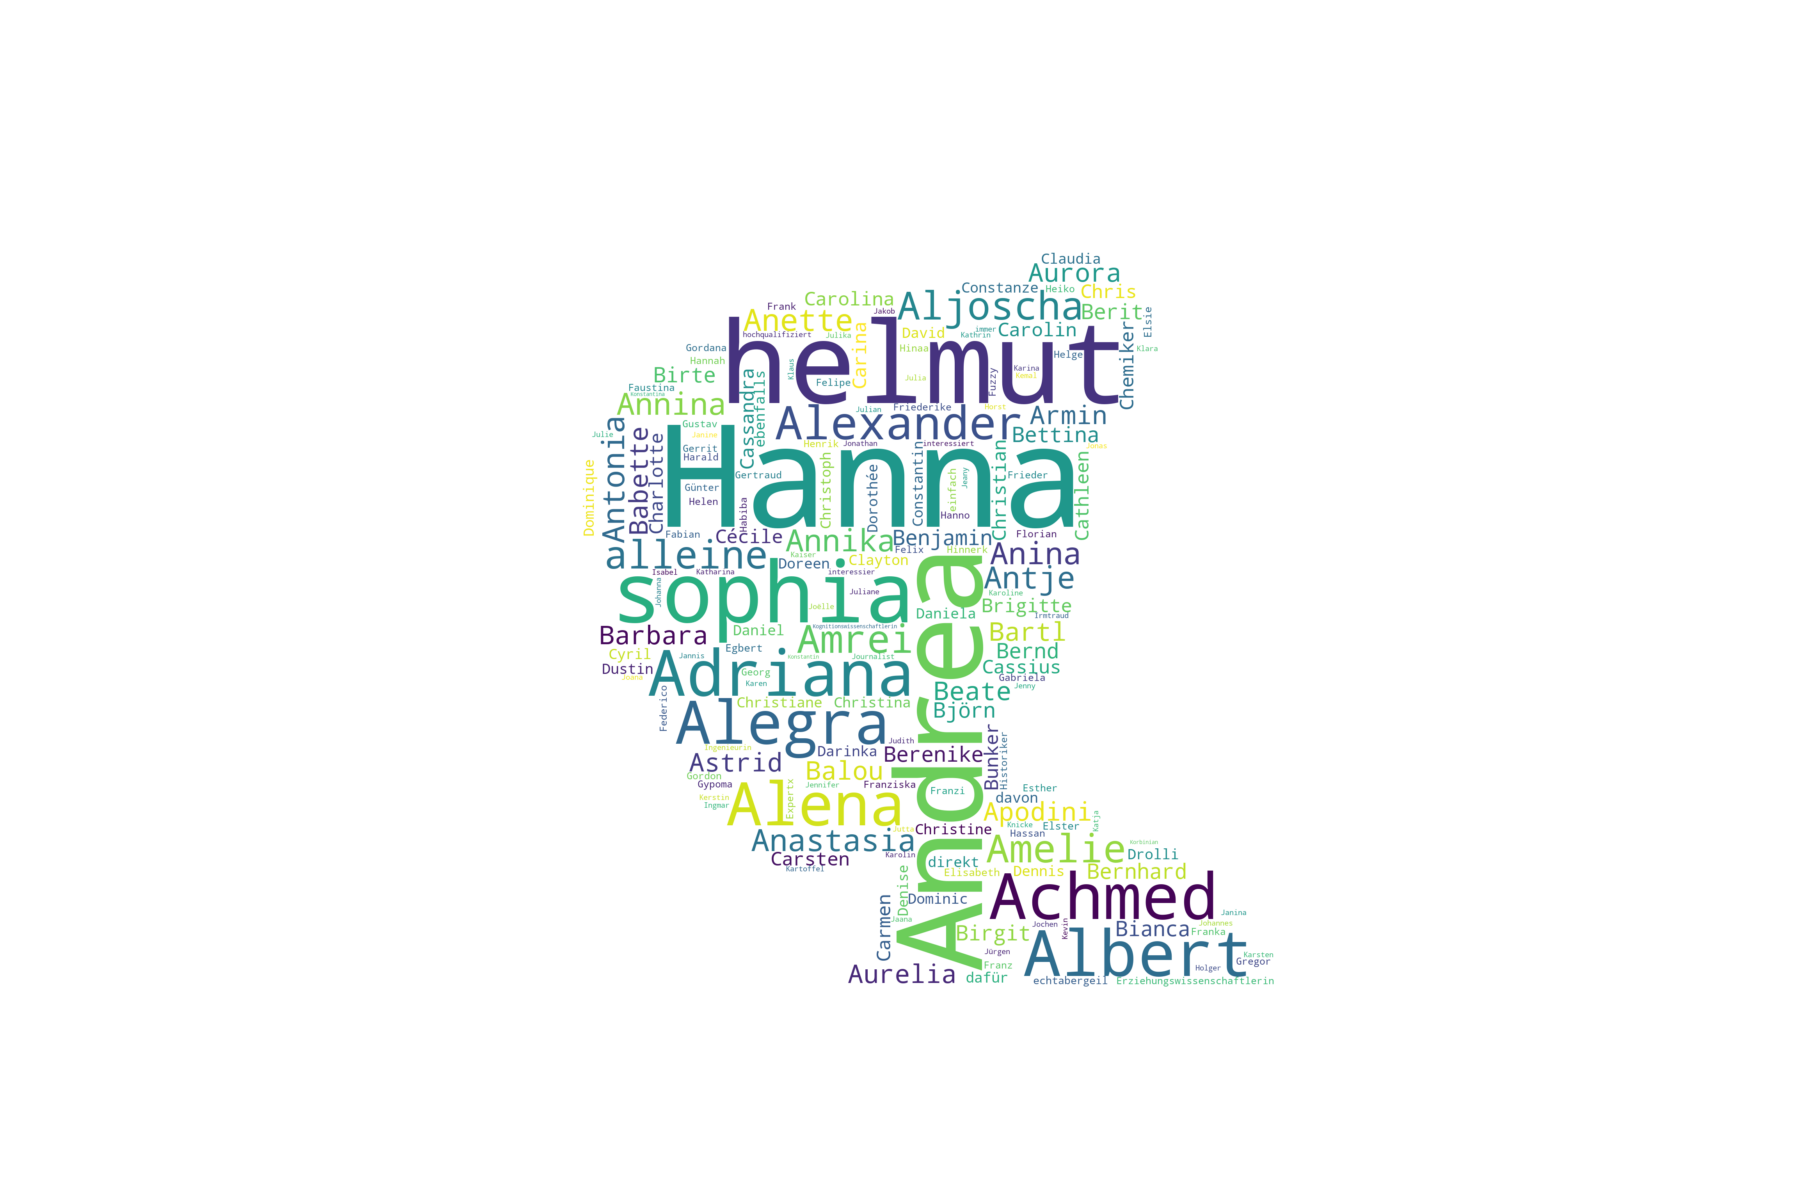 Claudia
Aurora
Constanze
Heiko
Chris
Carolina
Frank
Jakob
Aljoscha
Berit
Elsie
Anette
hochqualifiziert
Julika
Carina
David
Kathrin
immer
Carolin
Chemiker
Klara
helmut
Gordana
Hannah
Birte
Klaus
Felipe
Hinaa
Julia
Helge
Karina
Kemal
Fuzzy
Faustina
Konstantina
Annina
Cassandra
ebenfalls
Julian
Friederike
Horst
Alexander
Armin
Bettina
Gustav
Janine
Julie
Antonia
Babette
Charlotte
Gerrit
Harald
Henrik
Jonathan
interessiert
Jonas
Hanna
Dominique
Gertraud
Christoph
Dorothée
Constantin
einfach
Jeany
Christian
Frieder
Cathleen
Günter
Helen
Habiba
Hanno
Fabian
Cécile
Annika
Benjamin
Florian
alleine
Kaiser
Doreen
Clayton
Felix
Hinnerk
Anina
Isabel
Katharina
interessier
Antje
Johanna
sophia
Juliane
Joelle
Andrea
Karoline
Daniela
Brigitte
Irmtraud
Kognitionswissenschaftlerin
Barbara
Daniel
Amrei
Bartl
Cyril
Jannis
Egbert
Konstantin
Journalist
Bernd
Dustin
Joana
Adriana
Georg
Karen
Cassius
Gabriela
Jenny
Federico
Christiane
Christina
Beate
Björn
Alegra
Judith
Ingenieurin
Darinka
Berenike
Bunker
Historiker
Astrid
Gordon
Gypoma
Balou
Jennifer
Franziska
Expertx
Franzi
Esther
davon
Kerstin
Ingmar
Alena
Apodini
Katja
Jutta
Christine
Knicke
Elster
Hassan
Anastasia
Korbinian
Carsten
Karolin
Kartoffel
direkt
Amelie
Drolli
Elisabeth
Dennis
Bernhard
Denise
Dominic
Achmed
Carmen
Jaana
Birgit
Jochen
Kevin
Bianca
Janina
Johannes
Franka
Jürgen
Albert
Karsten
Gregor
Holger
Aurelia
Franz
dafür
echtabergeil
Erziehungswissenschaftlerin